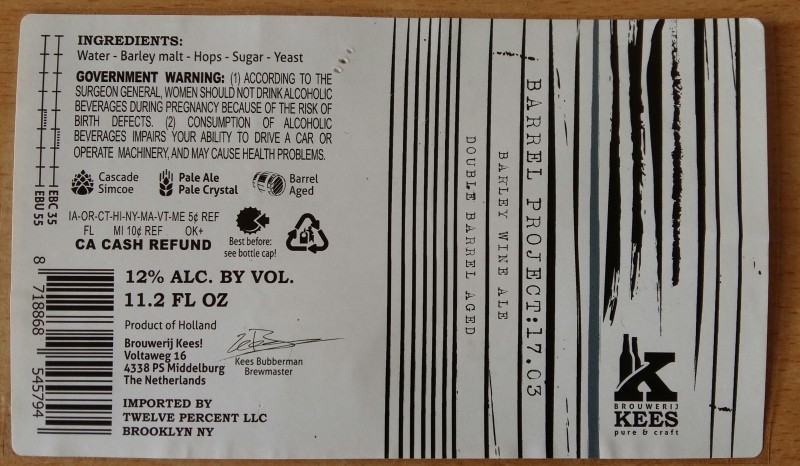 INGREDIENTS:
Water - Barley malt - Hops - Sugar - Yeast
GOVERNMENT WARNING: (1) ACCORDING TO THE
SURGEON GENERAL, WOMEN SHOULD NOT DRINK ALCOHOLIC
BEVERAGES DURING PREGNANCY BECAUSE OF THE RISK OF
BIRTH DEFECTS. (2) CONSUMPTION OF ALCOHOLIC
BEVERAGES IMPAIRS YOUR ABILITY TO DRIVE A CAR OR
OPERATE MACHINERY, AND MAY CAUSE HEALTH PROBLEMS.
EBU 55
EBC 35
Cascade
Simcoe
Pale Ale
Pale Crystal
Barrel
Aged
IA-OR-CT-HI-NY-MA-VT-ME 5¢ REF
FL MI 10¢ REF OK+
CA CASH REFUND
Best before:
see bottle cap!
8 718868 545794
12% ALC. BY VOL.
11.2 FL OZ
Product of Holland
Brouwerij Kees!
Voltaweg 16
4338 PS Middelburg
The Netherlands
Kees Bubberman
Brewmaster
IMPORTED BY
TWELVE PERCENT LLC
BROOKLYN NY
BARREL PROJECT:17.03
BARLEY WINE ALE
DOUBLE BARREL AGED
K
BROUWERIJ
KEES
pure & craft